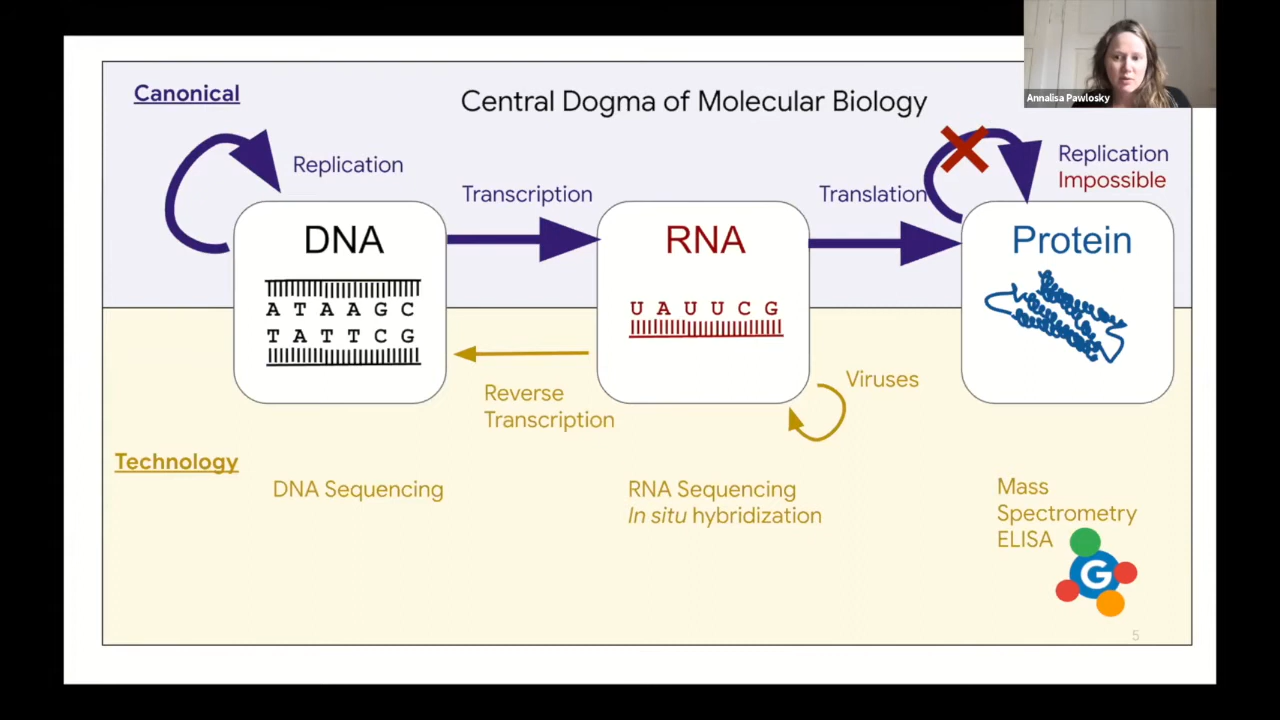 Annalisa Pawlosky
Canonical
Central Dogma of Molecular Biology
Replication
Transcription
Translation
Replication
Impossible
DNA
A T A A G C
T A T T C G
RNA
U A U U C G
Protein
Reverse
Transcription
Viruses
Technology
DNA Sequencing
RNA Sequencing
In situ hybridization
Mass
Spectrometry
ELISA
G
5